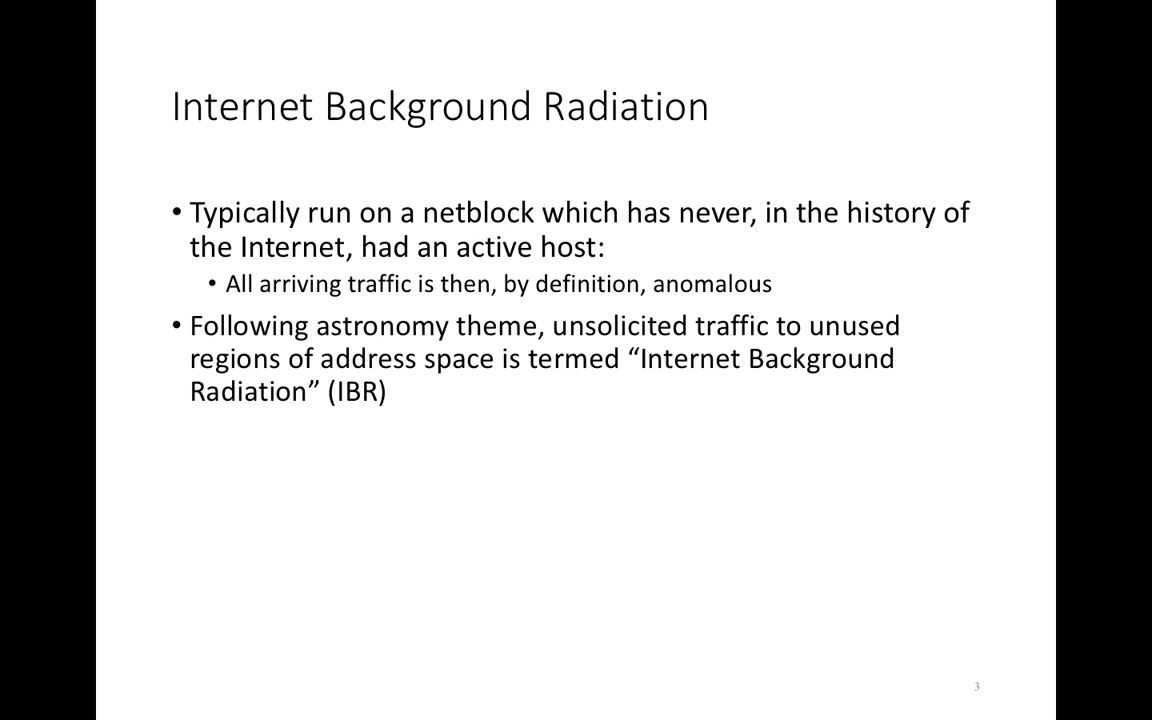 Internet Background Radiation
• Typically run on a netblock which has never, in the history of
the Internet, had an active host:
• All arriving traffic is then, by definition, anomalous
• Following astronomy theme, unsolicited traffic to unused
regions of address space is termed “Internet Background
Radiation” (IBR)
3